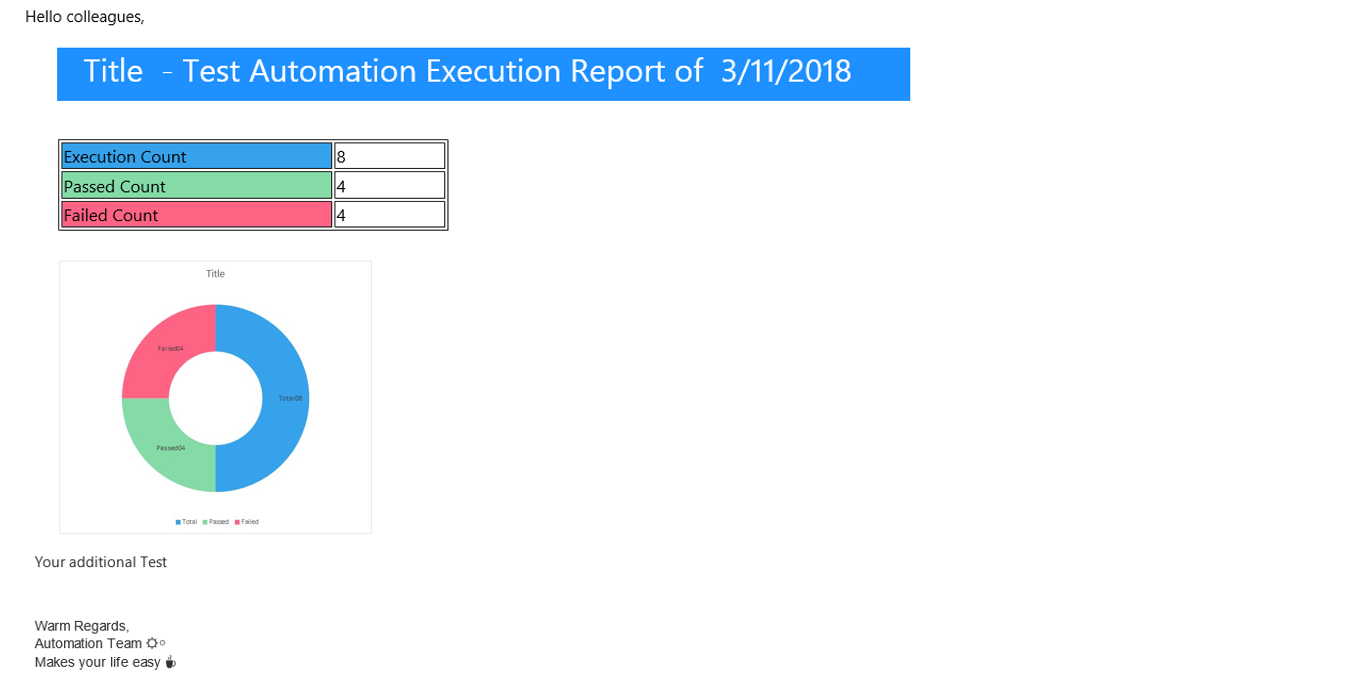 Hello colleagues,
Title - Test Automation Execution Report of 3/11/2018
Execution Count 8
Passed Count 4
Failed Count 4
Title
Failed04
Total08
Passed04
Total Passed Failed
Your additional Test
Warm Regards,
Automation Team
Makes your life easy